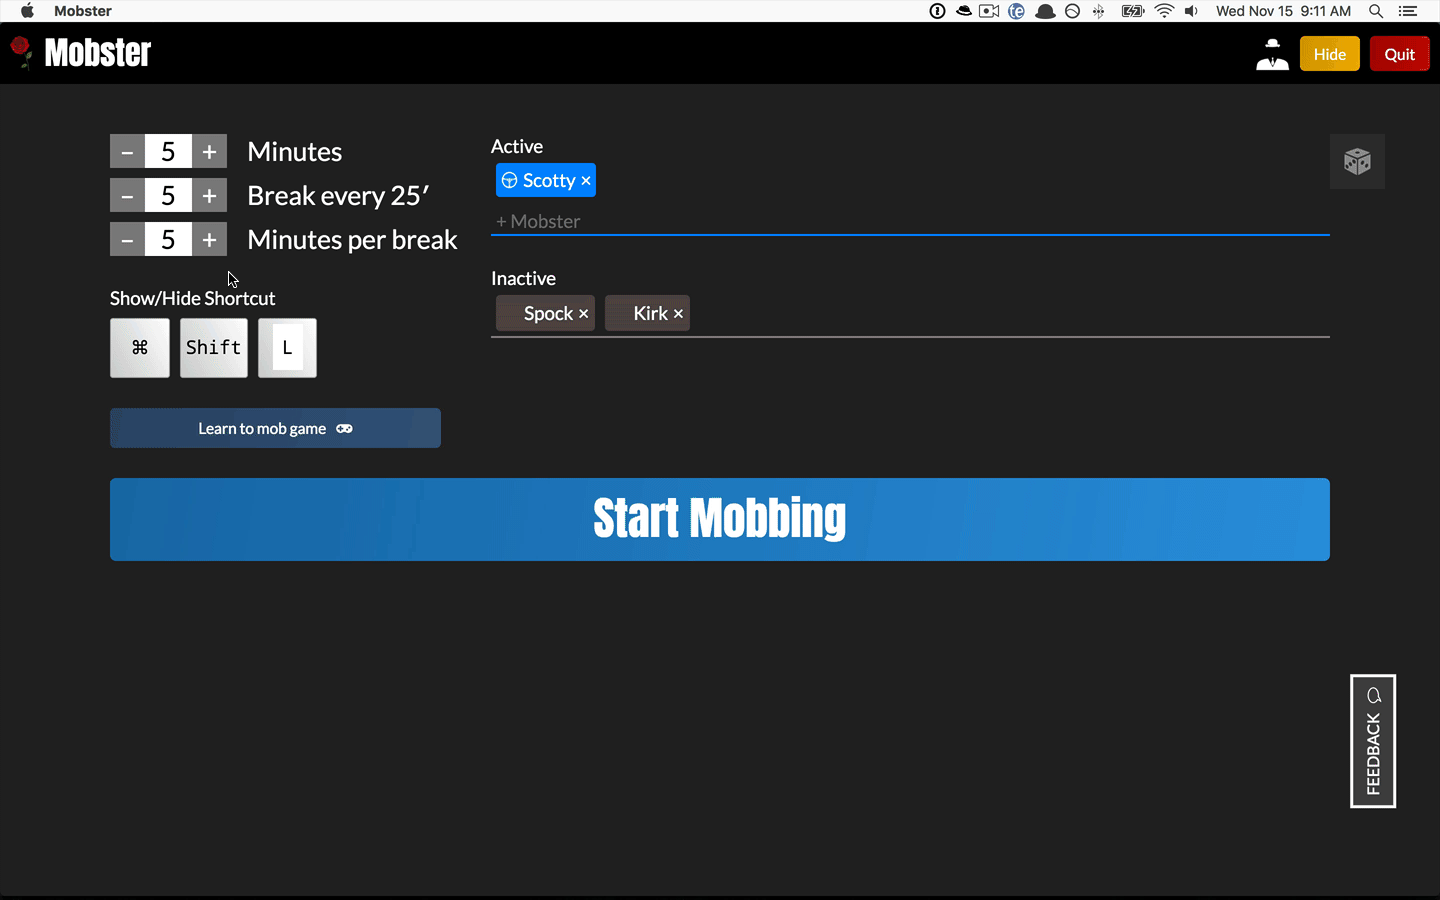 Mobster
Wed Nov 15 9:11 AM
Mobster
Hide
Quit
– 5 + Minutes
– 5 + Break every 25′
– 5 + Minutes per break
Show/Hide Shortcut
⌘ Shift L
Learn to mob game
Active
Scotty ×
+ Mobster
Inactive
Spock × Kirk ×
Start Mobbing
FEEDBACK